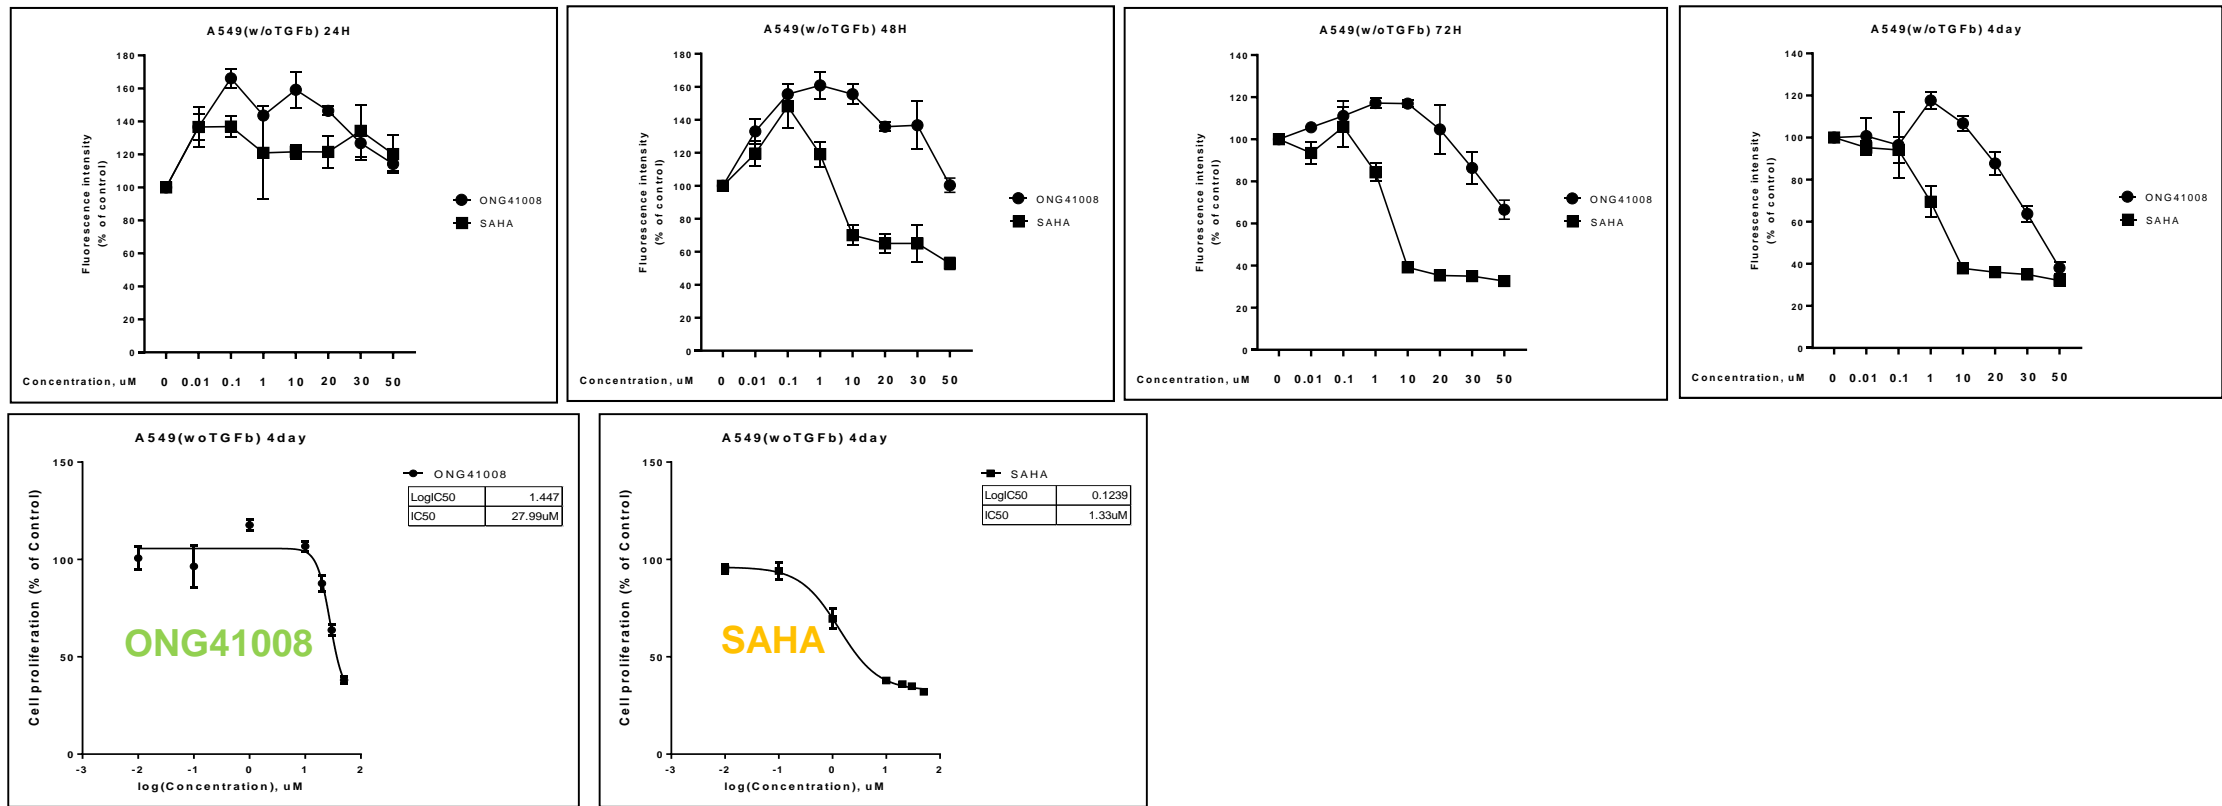 A549(w/oTGFb) 24H
Fluorescence intensity
(% of control)
180
160
140
120
100
80
60
40
20
0
ONG41008
SAHA
Concentration, uM 0 0.01 0.1 1 10 20 30 50
A549(w/oTGFb) 48H
Fluorescence intensity
(% of control)
180
160
140
120
100
80
60
40
20
0
ONG41008
SAHA
Concentration, uM 0 0.01 0.1 1 10 20 30 50
A549(w/oTGFb) 72H
Fluorescence intensity
(% of control)
140
120
100
80
60
40
20
0
ONG41008
SAHA
Concentration, uM 0 0.01 0.1 1 10 20 30 50
A549(w/oTGFb) 4day
Fluorescence intensity
(% of control)
140
120
100
80
60
40
20
0
ONG41008
SAHA
Concentration, uM 0 0.01 0.1 1 10 20 30 50
A549(woTGFb) 4day
Cell proliferation (% of Control)
150
100
50
0
ONG41008
LogIC50 1.447
IC50 27.99uM
ONG41008
-3 -2 -1 0 1 2
log(Concentration), uM
A549(woTGFb) 4day
Cell proliferation (% of Control)
150
100
50
0
SAHA
LogIC50 0.1239
IC50 1.33uM
SAHA
-3 -2 -1 0 1 2
log(Concentration), uM